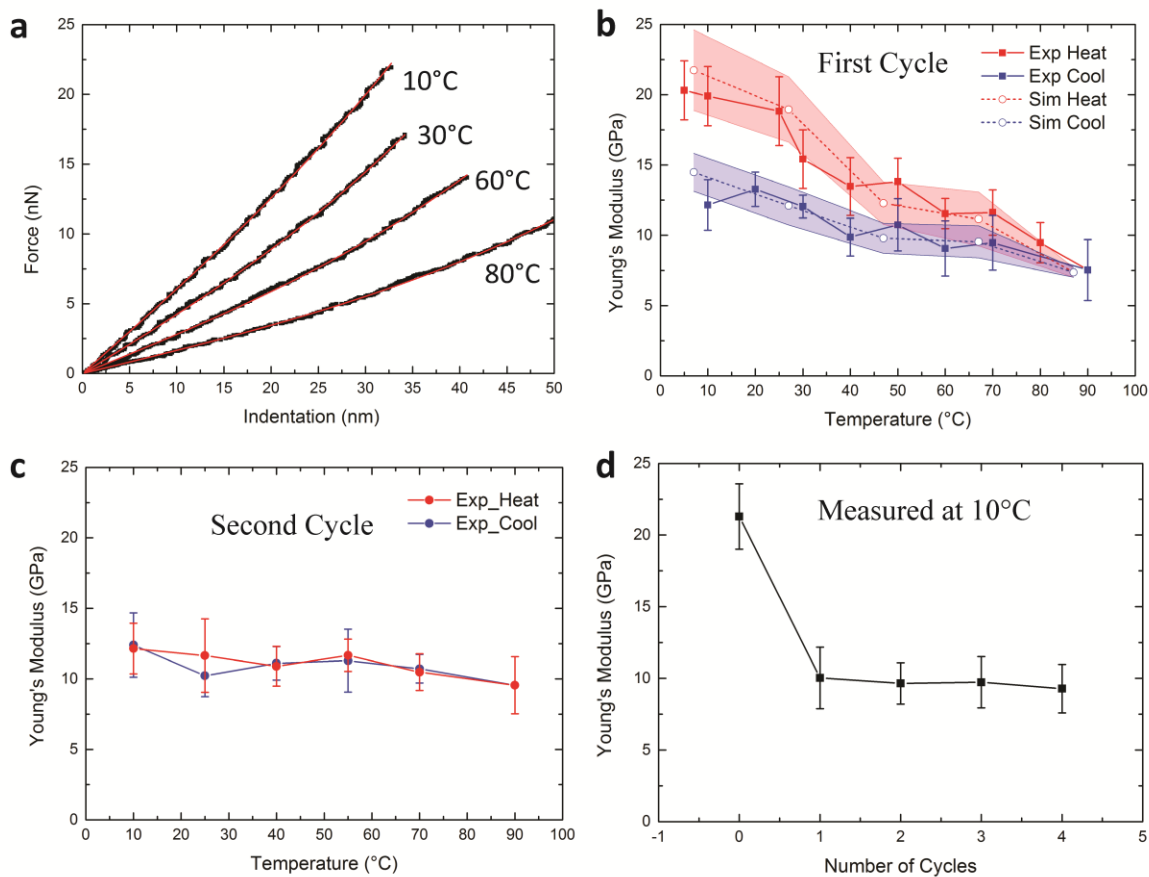 a
25
20
15
10
5
0
Force (nN)
10°C
30°C
60°C
80°C
0 5 10 15 20 25 30 35 40 45 50
Indentation (nm)
b
25
20
15
10
5
0
Young's Modulus (GPa)
First Cycle
Exp Heat
Exp Cool
Sim Heat
Sim Cool
0 10 20 30 40 50 60 70 80 90 100
Temperature (°C)
c
25
20
15
10
5
0
Young's Modulus (GPa)
Second Cycle
Exp_Heat
Exp_Cool
0 10 20 30 40 50 60 70 80 90 100
Temperature (°C)
d
25
20
15
10
5
0
Young's Modulus (GPa)
Measured at 10°C
-1 0 1 2 3 4 5
Number of Cycles